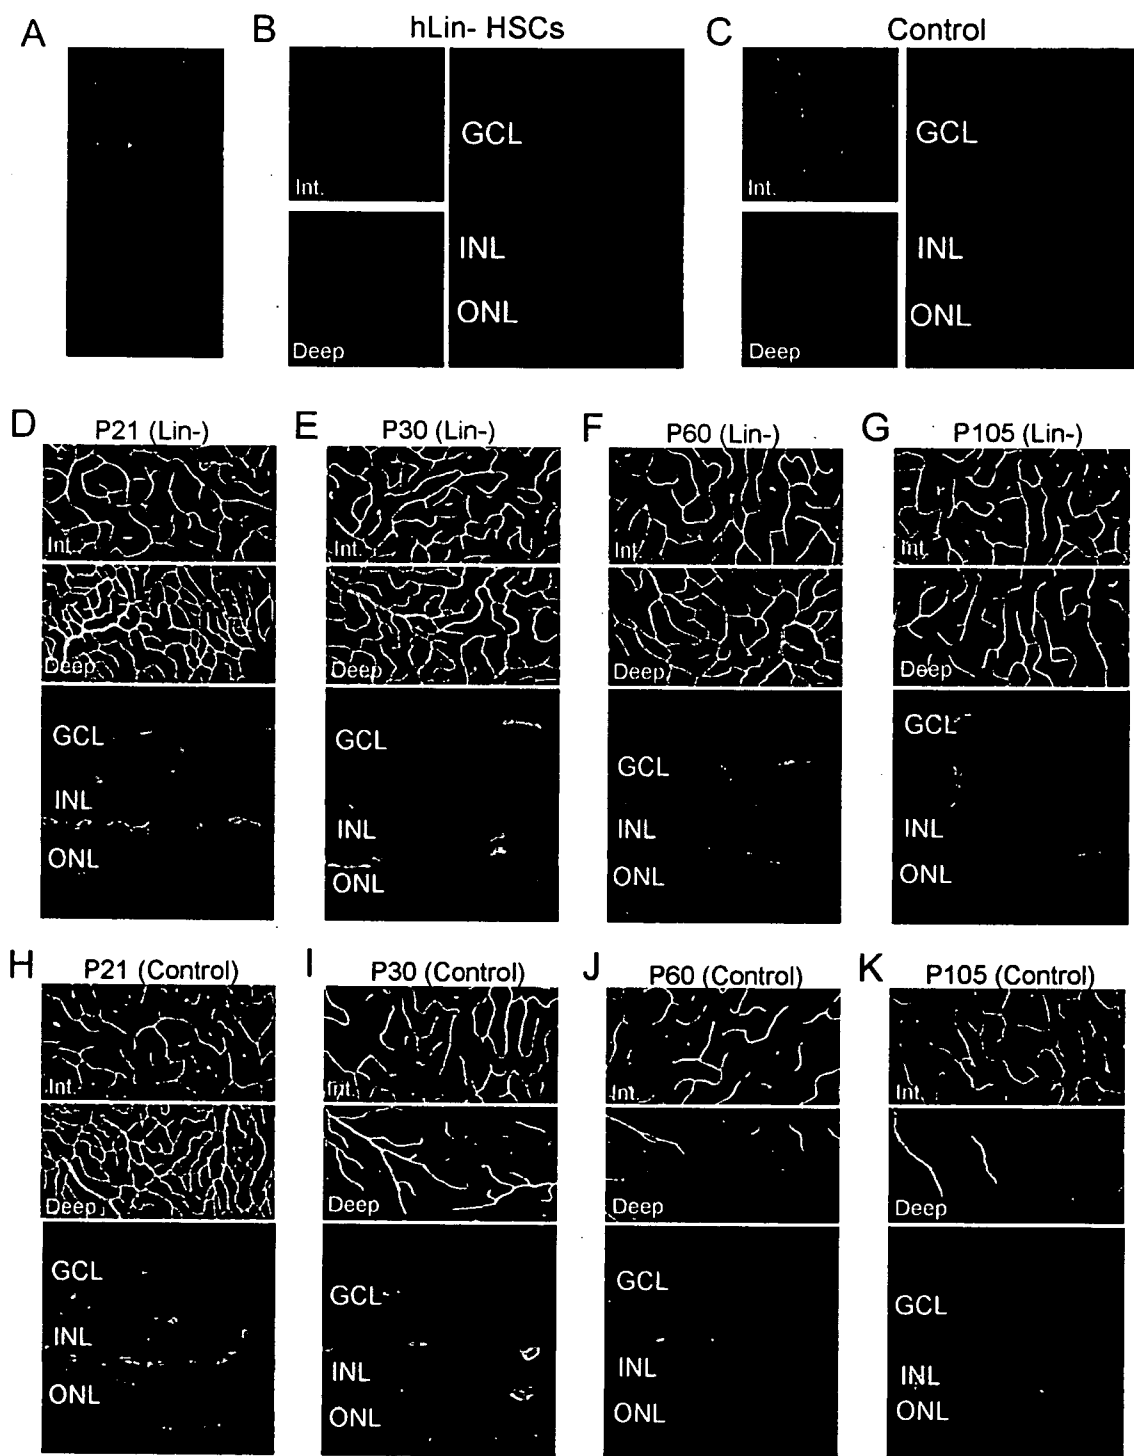 A
B
hLin- HSCs
C
Control
Int.
GCL
INL
ONL
Deep
Int.
GCL
INL
ONL
Deep
D
P21 (Lin-)
E
P30 (Lin-)
F
P60 (Lin-)
G
P105 (Lin-)
Int.
Int.
Int.
Int.
Deep
Deep
Deep
Deep
GCL
INL
ONL
GCL
INL
ONL
GCL
INL
ONL
GCL
INL
ONL
H
P21 (Control)
I
P30 (Control)
J
P60 (Control)
K
P105 (Control)
Int.
Int.
Int.
Int.
Deep
Deep
Deep
Deep
GCL
INL
ONL
GCL
INL
ONL
GCL
INL
ONL
GCL
INL
ONL